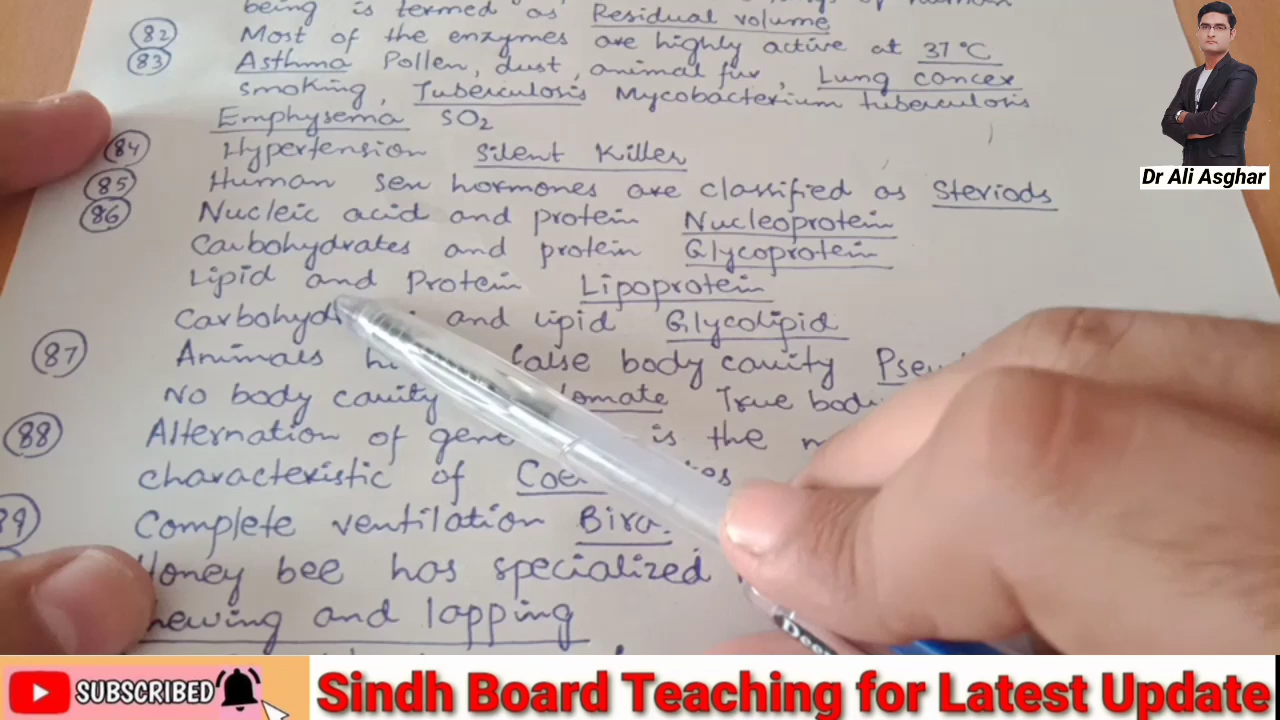 being is termed as Residual volume
82 Most of the enzymes are highly active at 37°C
83 Asthma Pollen, dust, animal fur, Lung cancer
smoking, Tuberculosis Mycobacterium tuberculosis
Emphysema SO2
84 Hypertension Silent Killer
85 Human sex hormones are classified as Steriods
86 Nucleic acid and protein Nucleoprotein
Carbohydrates and protein Glycoprotein
Lipid and Protein Lipoprotein
and lipid Glycolipid
87 Animals body cavity
No body cavity True
88 Alternation of is the
characteristic of
89 Complete ventilation
Honey bee has specialized
and lapping
Dr Ali Asghar
SUBSCRIBED
Sindh Board Teaching for Latest Update